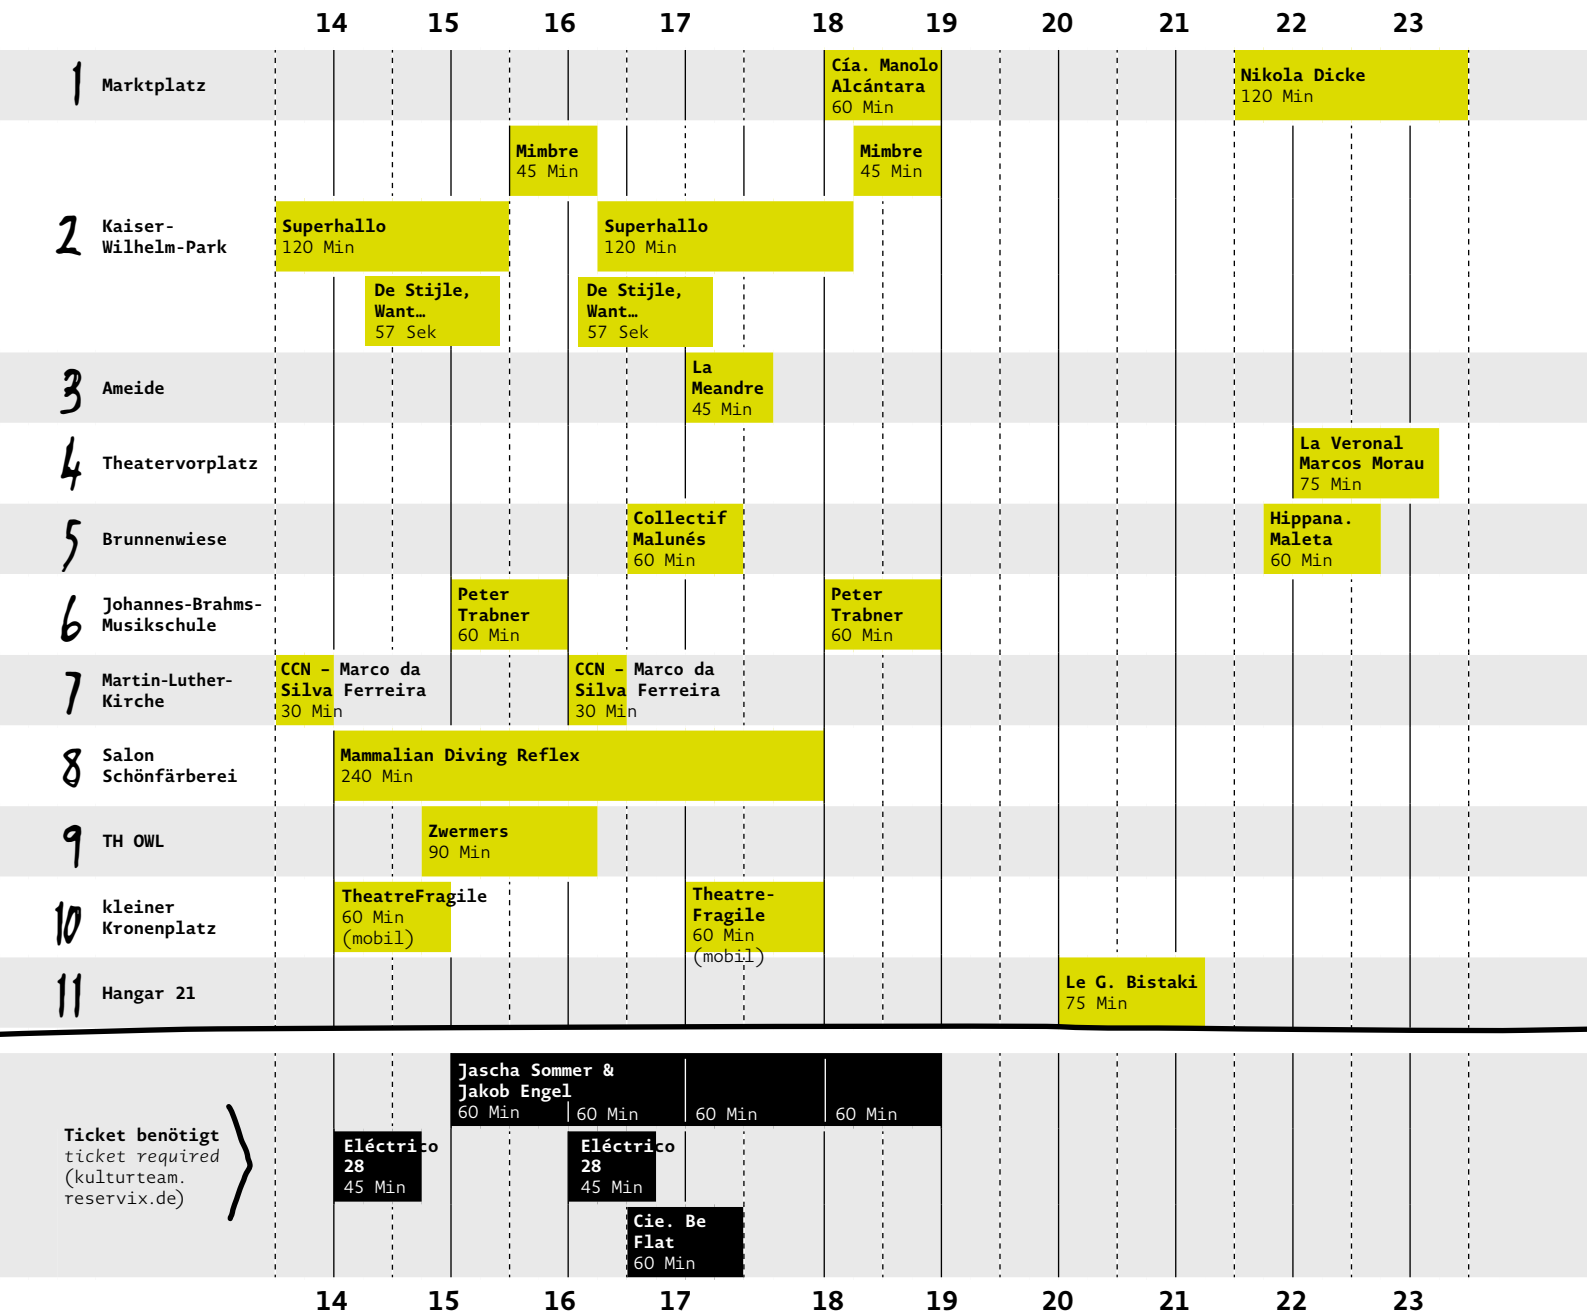 14 15 16 17 18 19 20 21 22 23
1 Marktplatz
Cía. Manolo
Alcántara
60 Min
Nikola Dicke
120 Min
2 Kaiser-
Wilhelm-Park
Mimbre
45 Min
Mimbre
45 Min
Superhallo
120 Min
Superhallo
120 Min
De Stijle,
Want…
57 Sek
De Stijle,
Want…
57 Sek
3 Ameide
La
Meandre
45 Min
4 Theatervorplatz
La Veronal
Marcos Morau
75 Min
5 Brunnenwiese
Collectif
Malunés
60 Min
Hippana.
Maleta
60 Min
6 Johannes-Brahms-
Musikschule
Peter
Trabner
60 Min
Peter
Trabner
60 Min
7 Martin-Luther-
Kirche
CCN – Marco da
Silva Ferreira
30 Min
CCN – Marco da
Silva Ferreira
30 Min
8 Salon
Schönfärberei
Mammalian Diving Reflex
240 Min
9 TH OWL
Zwermers
90 Min
10 kleiner
Kronenplatz
TheatreFragile
60 Min
(mobil)
Theatre-
Fragile
60 Min
(mobil)
11 Hangar 21
Le G. Bistaki
75 Min
Ticket benötigt
ticket required
(kulturteam.
reservix.de)
Jascha Sommer &
Jakob Engel
60 Min 60 Min 60 Min 60 Min
Eléctrico
28
45 Min
Eléctrico
28
45 Min
Cie. Be
Flat
60 Min
14 15 16 17 18 19 20 21 22 23